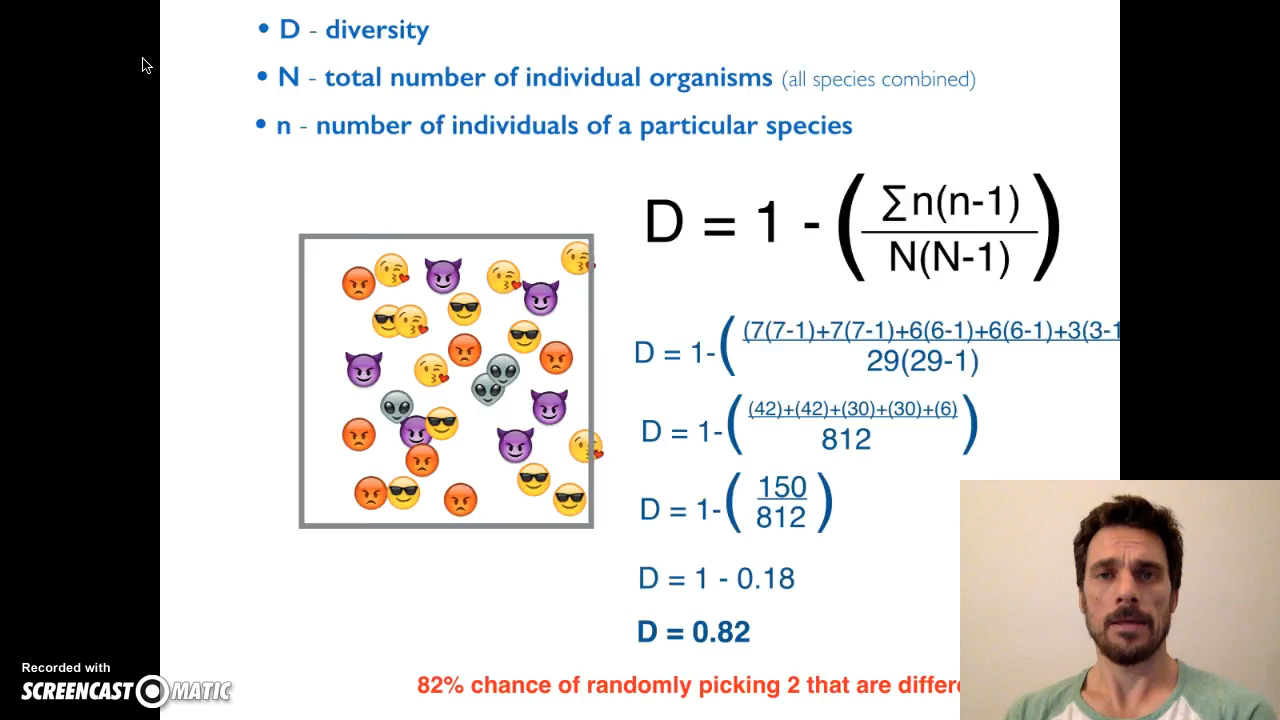 • D - diversity
• N - total number of individual organisms (all species combined)
• n - number of individuals of a particular species
D = 1 - (∑n(n-1)
N(N-1))
D = 1-((7(7-1)+7(7-1)+6(6-1)+6(6-1)+3(3-1
29(29-1)
D = 1-((42)+(42)+(30)+(30)+(6)
812)
D = 1-(150
812)
D = 1 - 0.18
D = 0.82
82% chance of randomly picking 2 that are differe
Recorded with
SCREENCAST MATIC